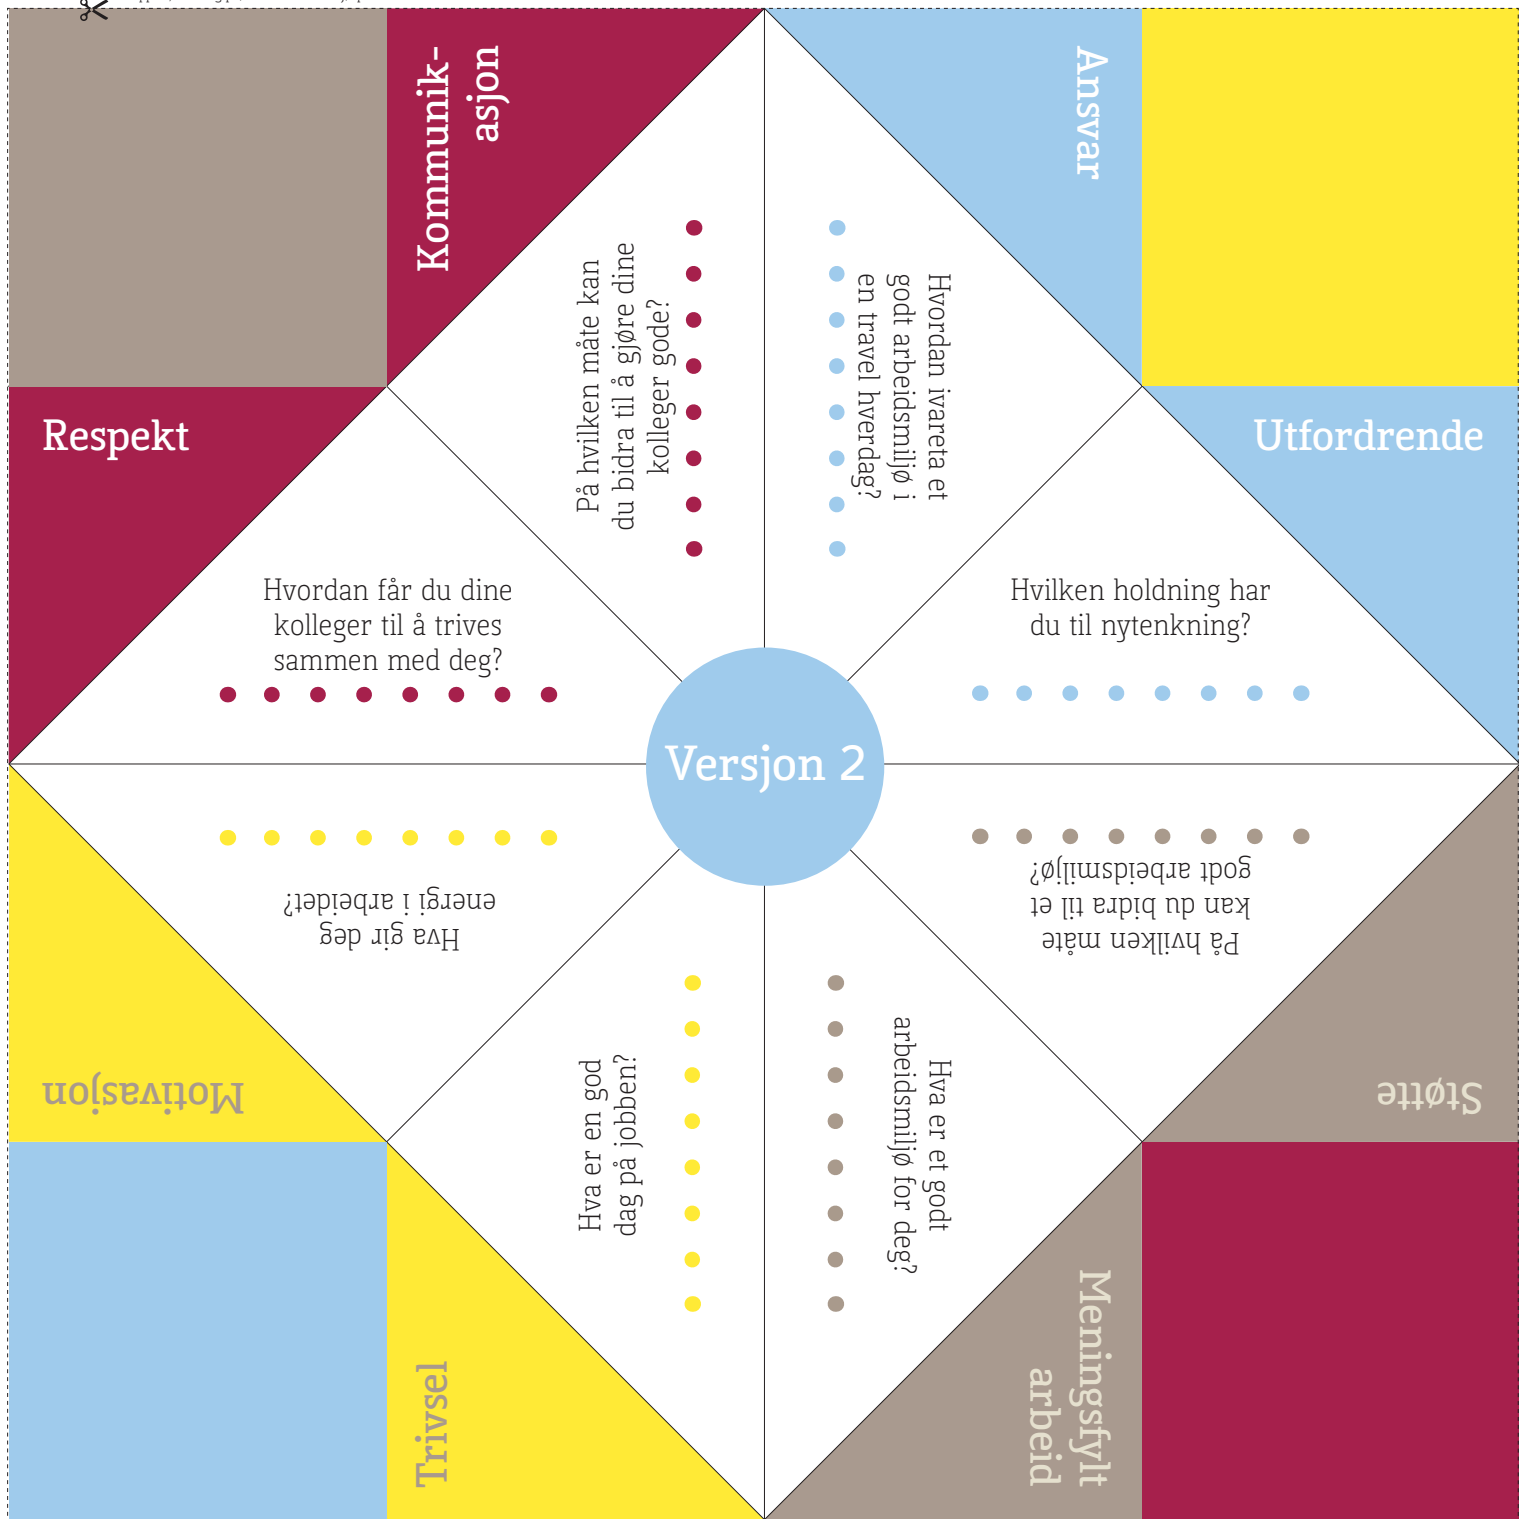 Kommunik-
asjon
Ansvar
Respekt
Utfordrende
På hvilken måte kan
du bidra til å gjøre dine
kolleger gode?
Hvordan ivareta et
godt arbeidsmiljø i
en travel hverdag?
Hvordan får du dine
kolleger til å trives
sammen med deg?
Hvilken holdning har
du til nytenkning?
Versjon 2
Hva gir deg
energi i arbeidet?
På hvilken måte
kan du bidra til et
godt arbeidsmiljø?
Hva er en god
dag på jobben?
Hva er et godt
arbeidsmiljø for deg?
Motivasjon
Støtte
Trivsel
Meningsfylt
arbeid